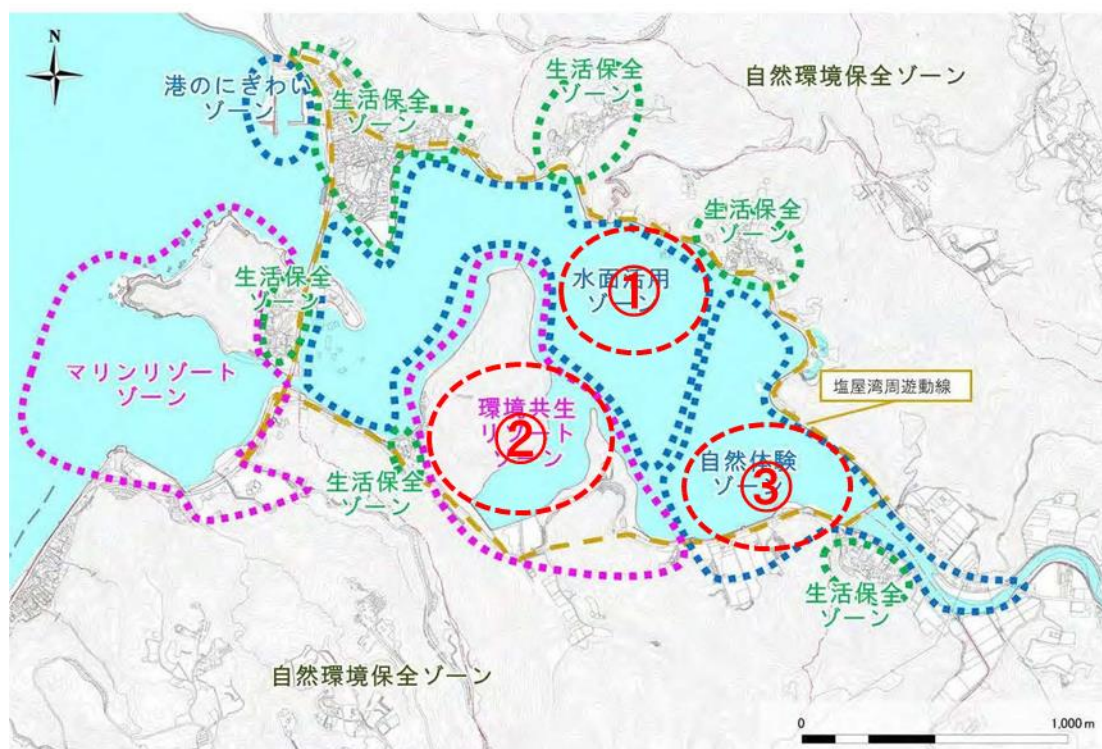 N
港のにぎわい
ゾーン
生活保全
ゾーン
生活保全
ゾーン
自然環境保全ゾーン
生活保全
ゾーン
生活保全
ゾーン
水面活用
ゾーン
①
マリンリゾート
ゾーン
環境共生
リゾート
ゾーン
②
塩屋湾周遊動線
自然体験
ゾーン
③
生活保全
ゾーン
生活保全
ゾーン
自然環境保全ゾーン
0
1,000m